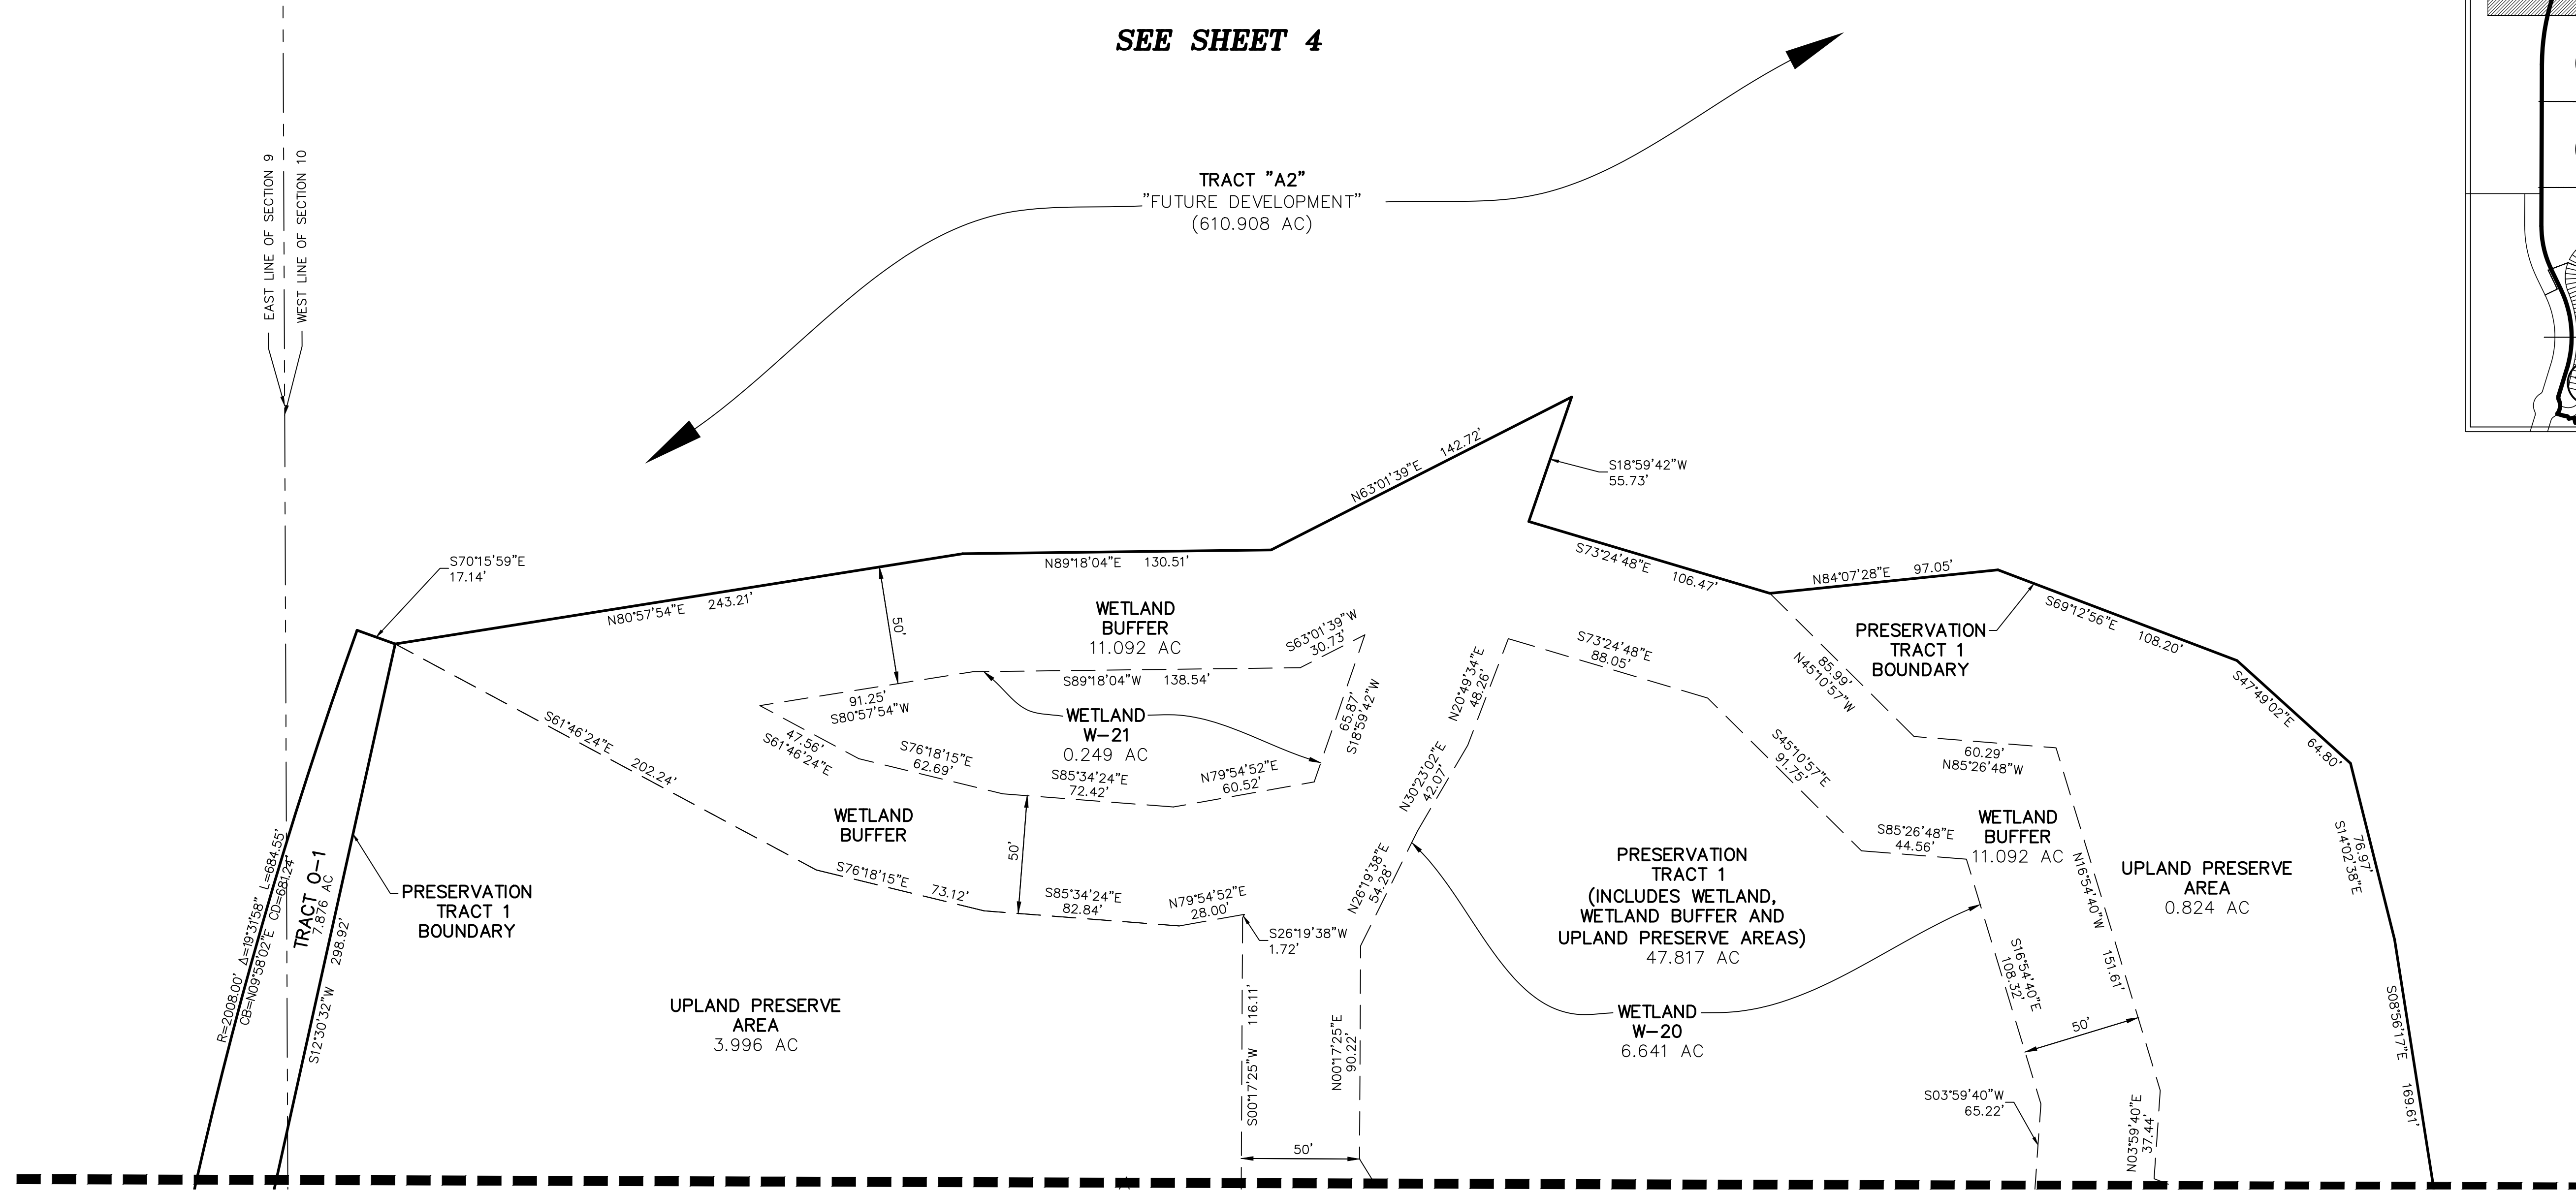 SEE SHEET 4
EAST LINE OF SECTION 9
WEST LINE OF SECTION 10
TRACT "A2"
"FUTURE DEVELOPMENT"
(610.908 AC)
N63°01'39"E 142.72'
S18°59'42"W
55.73'
S70°15'59"E
17.14'
N80°57'54"E 243.21'
N89°18'04"E 130.51'
S73°24'48"E 106.47'
N84°07'28"E 97.05'
S69°12'56"E 108.20'
S47°49'02"E 64.80'
76.97'
S14°02'38"E
S08°56'17"E 169.61'
50'
WETLAND
BUFFER
11.092 AC
S63°01'39"W
30.73'
S89°18'04"W 138.54'
91.25'
S80°57'54"W
WETLAND
W-21
0.249 AC
65.87'
S18°59'42"W
47.56'
S61°46'24"E
S76°18'15"E
62.69'
S85°34'24"E
72.42'
N79°54'52"E
60.52'
S61°46'24"E 202.24'
WETLAND
BUFFER
50'
S76°18'15"E 73.12'
S85°34'24"E
82.84'
N79°54'52"E
28.00'
S26°19'38"W
1.72'
S00°17'25"W 116.11'
N00°17'25"E
90.22'
50'
N26°19'38"E
54.28'
N30°23'02"E
42.07'
N20°49'34"E
48.26'
S73°24'48"E
88.05'
S45°10'57"E
91.75'
S85°26'48"E
44.56'
85.99'
N45°10'57"W
PRESERVATION
TRACT 1
BOUNDARY
60.29'
N85°26'48"W
WETLAND
BUFFER
11.092 AC
N16°54'40"W 151.61'
UPLAND PRESERVE
AREA
0.824 AC
PRESERVATION
TRACT 1
(INCLUDES WETLAND,
WETLAND BUFFER AND
UPLAND PRESERVE AREAS)
47.817 AC
WETLAND
W-20
6.641 AC
S16°54'40"E
108.32'
50'
S03°59'40"W
65.22'
N03°59'40"E
37.44'
R=2008.00' Δ=19°31'58" L=684.55'
CB=N09°58'02"E CD=681.24'
TRACT O-1
7.876 AC
S12°30'32"W 298.92'
PRESERVATION
TRACT 1
BOUNDARY
UPLAND PRESERVE
AREA
3.996 AC